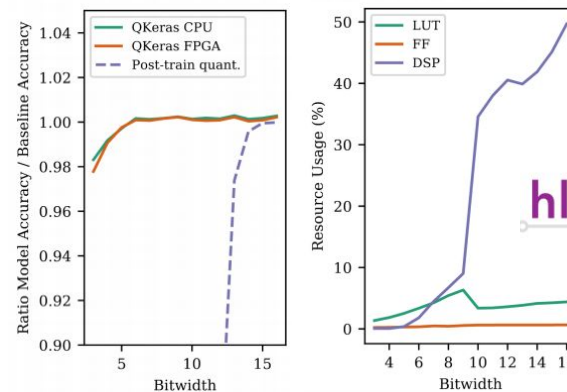 QKeras CPU
QKeras FPGA
Post-train quant.
Ratio Model Accuracy / Baseline Accuracy
1.04
1.02
1.00
0.98
0.96
0.94
0.92
0.90
5
10
15
Bitwidth
LUT
FF
DSP
Resource Usage (%)
50
40
30
20
10
0
4
6
8
10
12
14
Bitwidth
hl